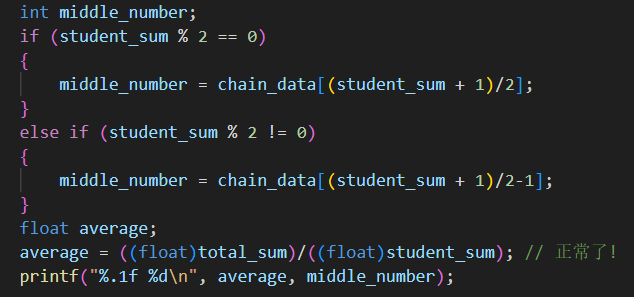 int middle_number;
if (student_sum % 2 == 0)
{
    middle_number = chain_data[(student_sum + 1)/2];
}
else if (student_sum % 2 != 0)
{
    middle_number = chain_data[(student_sum + 1)/2-1];
}
float average;
average = ((float)total_sum)/((float)student_sum); // 正常了!
printf("%.1f %d\n", average, middle_number);